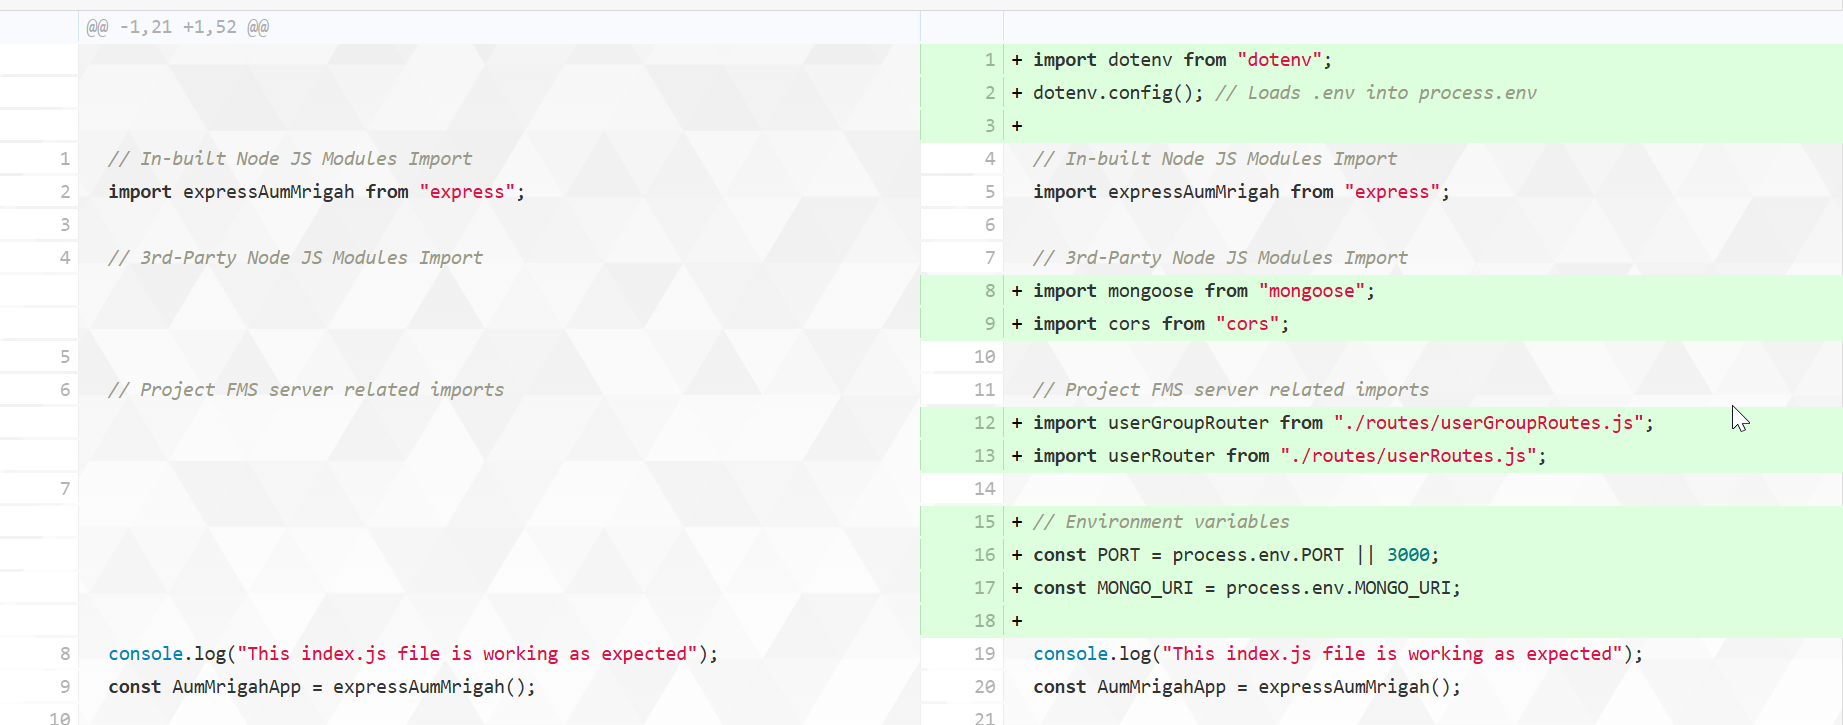 @@ -1,21 +1,52 @@
1 + import dotenv from "dotenv";
2 + dotenv.config(); // Loads .env into process.env
3 +
1 // In-built Node JS Modules Import 4 // In-built Node JS Modules Import
2 import expressAumMrigah from "express"; 5 import expressAumMrigah from "express";
3 6
4 // 3rd-Party Node JS Modules Import 7 // 3rd-Party Node JS Modules Import
8 + import mongoose from "mongoose";
9 + import cors from "cors";
5 10
6 // Project FMS server related imports 11 // Project FMS server related imports
12 + import userGroupRouter from "./routes/userGroupRoutes.js";
13 + import userRouter from "./routes/userRoutes.js";
7 14
15 + // Environment variables
16 + const PORT = process.env.PORT || 3000;
17 + const MONGO_URI = process.env.MONGO_URI;
18 +
8 console.log("This index.js file is working as expected"); 19 console.log("This index.js file is working as expected");
9 const AumMrigahApp = expressAumMrigah(); 20 const AumMrigahApp = expressAumMrigah();
10 21